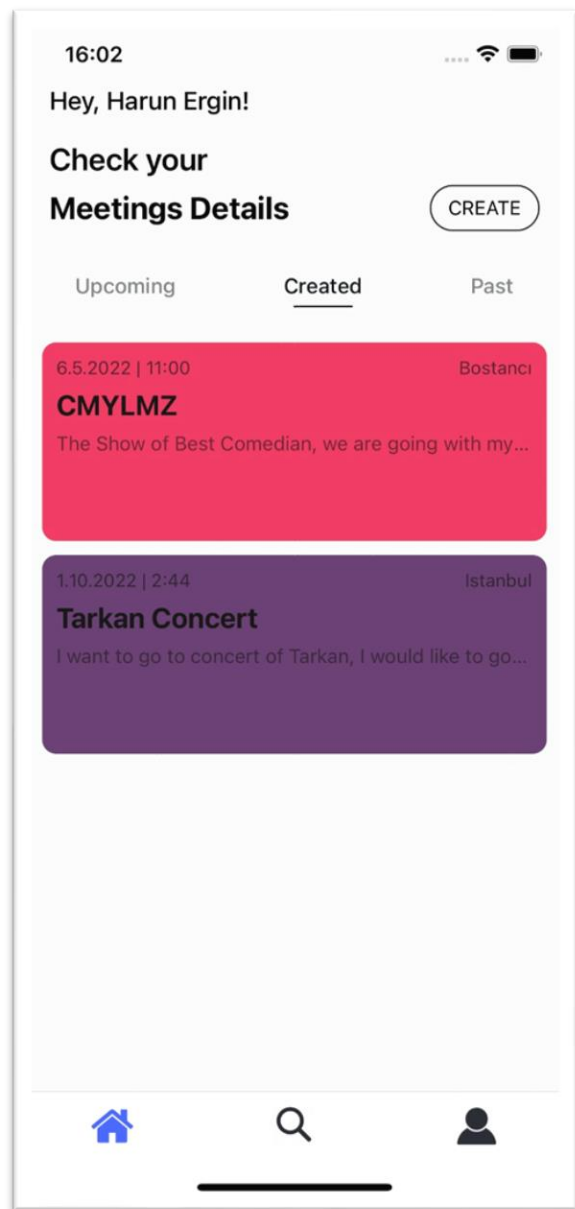 16:02
Hey, Harun Ergin!
Check your
Meetings Details
CREATE
Upcoming Created Past
6.5.2022 | 11:00 Bostancı
CMYLMZ
The Show of Best Comedian, we are going with my...
1.10.2022 | 2:44 Istanbul
Tarkan Concert
I want to go to concert of Tarkan, I would like to go...